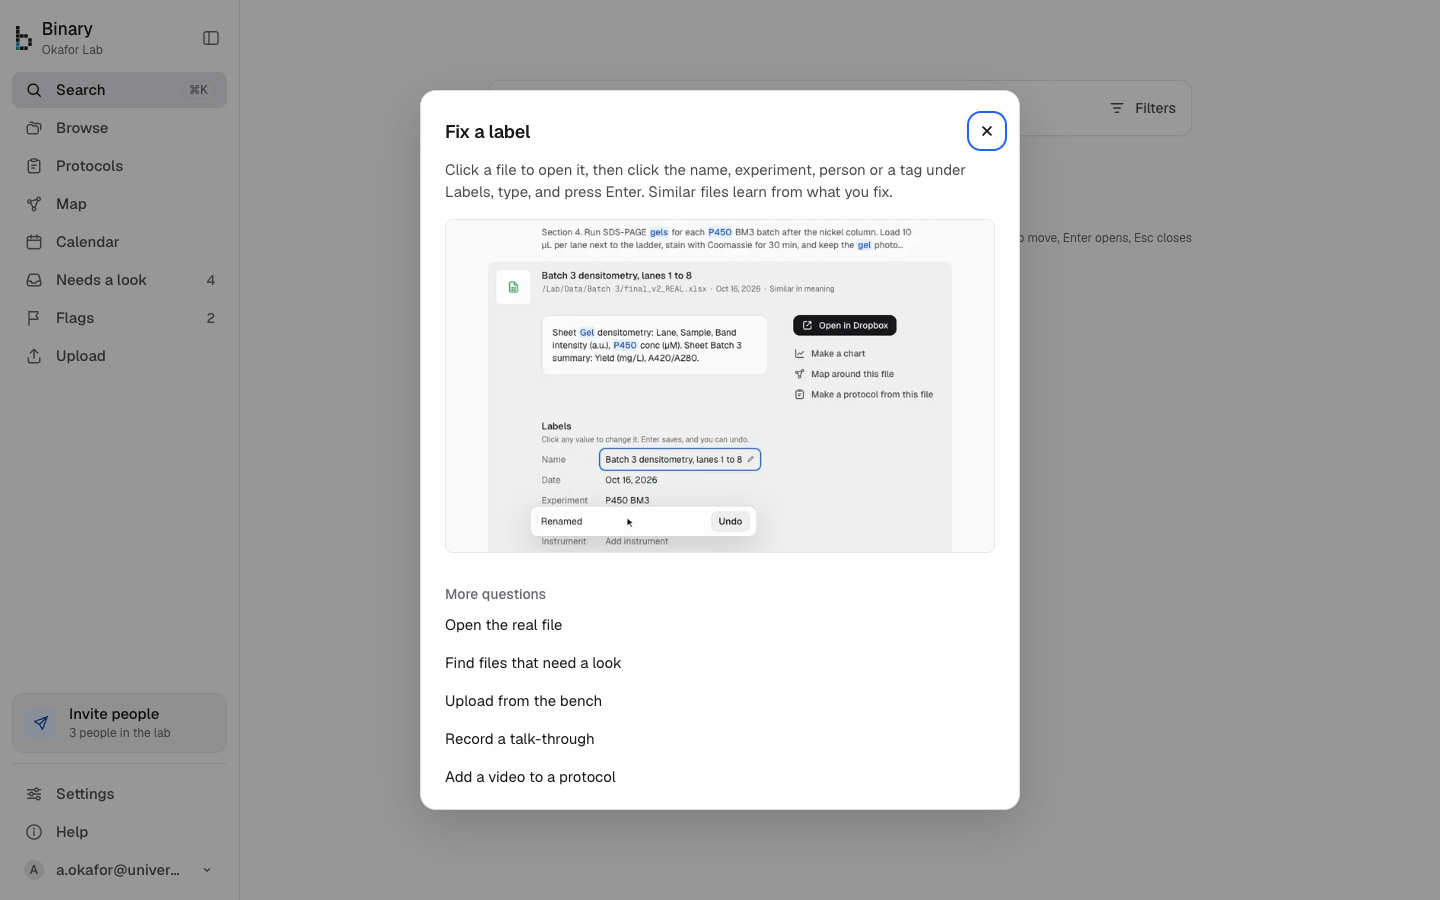 Binary
Okafor Lab
Search
⌘K
Browse
Protocols
Map
Calendar
Needs a look
4
Flags
2
Upload
Invite people
3 people in the lab
Settings
Help
A
a.okafor@univer...
Filters
move, Enter opens, Esc closes
Fix a label
Click a file to open it, then click the name, experiment, person or a tag under
Labels, type, and press Enter. Similar files learn from what you fix.
Section 4. Run SDS-PAGE gels for each P450 BM3 batch after the nickel column. Load 10
µL per lane next to the ladder, stain with Coomassie for 30 min, and keep the gel photo...
Batch 3 densitometry, lanes 1 to 8
/Lab/Data/Batch 3/final_v2_REAL.xlsx · Oct 16, 2026 · Similar in meaning
Sheet Gel densitometry: Lane, Sample, Band
intensity (a.u.), P450 conc (µM). Sheet Batch 3
summary: Yield (mg/L), A420/A280.
Open in Dropbox
Make a chart
Map around this file
Make a protocol from this file
Labels
Click any value to change it. Enter saves, and you can undo.
Name
Batch 3 densitometry, lanes 1 to 8
Date
Oct 16, 2026
Experiment
P450 BM3
Renamed
Undo
Instrument
Add instrument
More questions
Open the real file
Find files that need a look
Upload from the bench
Record a talk-through
Add a video to a protocol